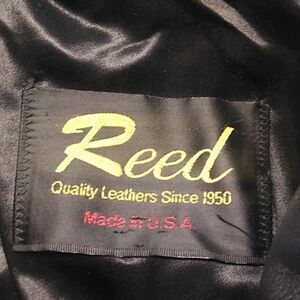 Reed
Quality Leathers Since 1950
Made in U.S.A.